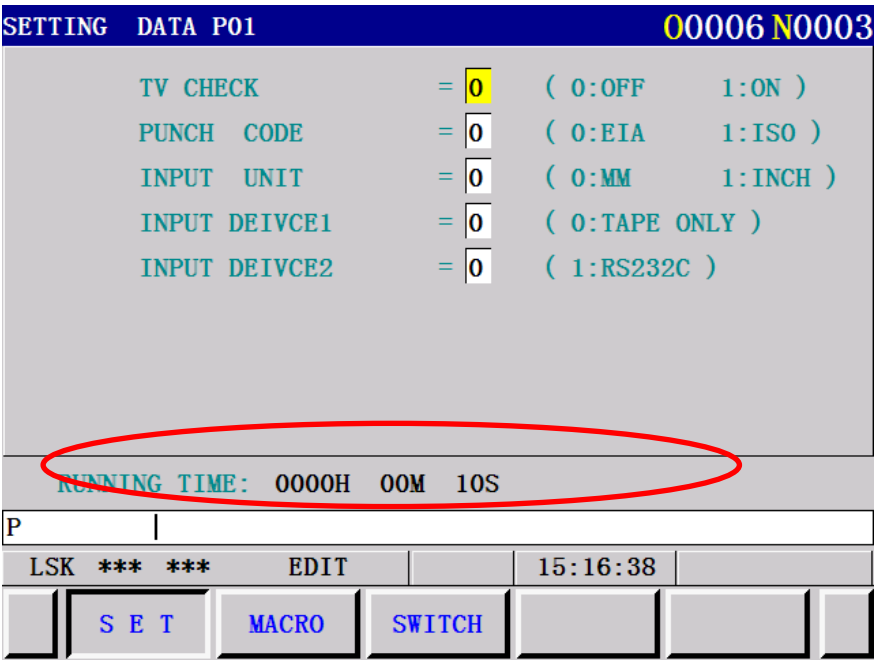 SETTING DATA P01 O0006 N0003
TV CHECK = 0 ( 0:OFF 1:ON )
PUNCH CODE = 0 ( 0:EIA 1:ISO )
INPUT UNIT = 0 ( 0:MM 1:INCH )
INPUT DEIVCE1 = 0 ( 0:TAPE ONLY )
INPUT DEIVCE2 = 0 ( 1:RS232C )
RUNNING TIME: 0000H 00M 10S
P
LSK *** *** EDIT 15:16:38
S E T MACRO SWITCH